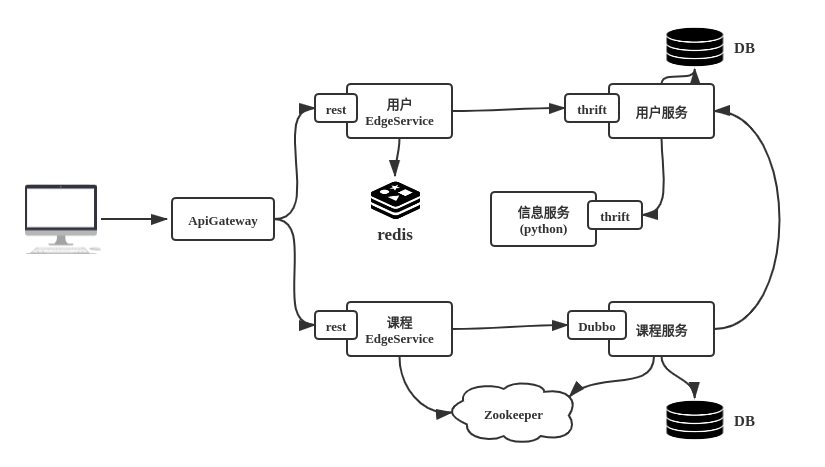 DB
rest
用户
EdgeService
thrift
用户服务
ApiGateway
redis
信息服务
(python)
thrift
rest
课程
EdgeService
Dubbo
课程服务
Zookeeper
DB